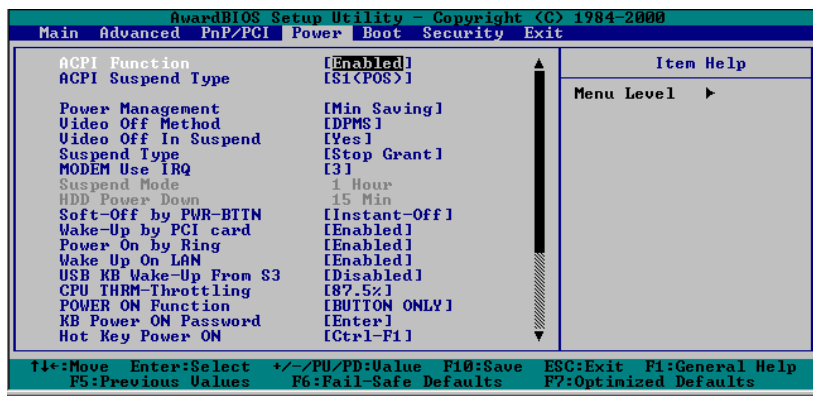 AwardBIOS Setup Utility - Copyright (C) 1984-2000
Main Advanced PnP/PCI Power Boot Security Exit
ACPI Function [Enabled]
ACPI Suspend Type [S1(POS)]
Power Management [Min Saving]
Video Off Method [DPMS]
Video Off In Suspend [Yes]
Suspend Type [Stop Grant]
MODEM Use IRQ [3]
Suspend Mode 1 Hour
HDD Power Down 15 Min
Soft-Off by PWR-BTTN [Instant-Off]
Wake-Up by PCI card [Enabled]
Power On by Ring [Enabled]
Wake Up On LAN [Enabled]
USB KB Wake-Up From S3 [Disabled]
CPU THRM-Throttling [87.5%]
POWER ON Function [BUTTON ONLY]
KB Power ON Password [Enter]
Hot Key Power ON [Ctrl-F1]
Item Help
Menu Level ▶
↑↓←:Move Enter:Select +/-/PU/PD:Value F10:Save ESC:Exit F1:General Help
F5:Previous Values F6:Fail-Safe Defaults F7:Optimized Defaults